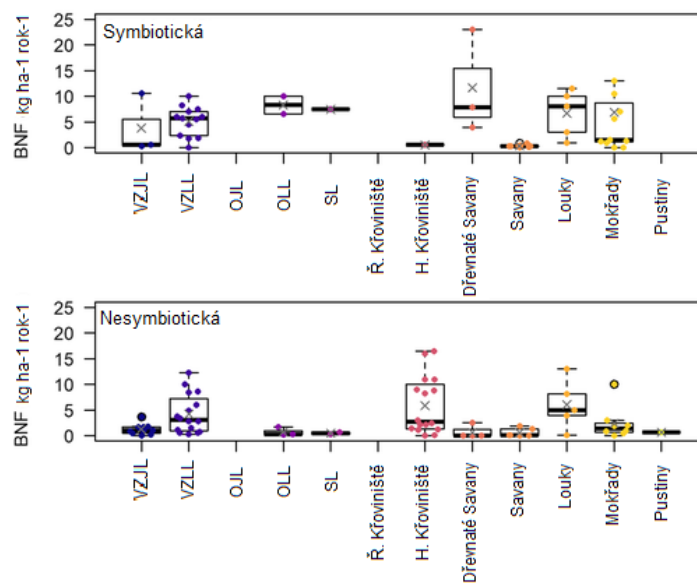 Symbiotická
BNF kg ha-1 rok-1
25
20
15
10
5
0
VZJL
VZLL
OJL
OLL
SL
Ř. Křoviniště
H. Křoviniště
Dřevnaté Savany
Savany
Louky
Mokřady
Pustiny
Nesymbiotická
BNF kg ha-1 rok-1
25
20
15
10
5
0
VZJL
VZLL
OJL
OLL
SL
Ř. Křoviniště
H. Křoviniště
Dřevnaté Savany
Savany
Louky
Mokřady
Pustiny